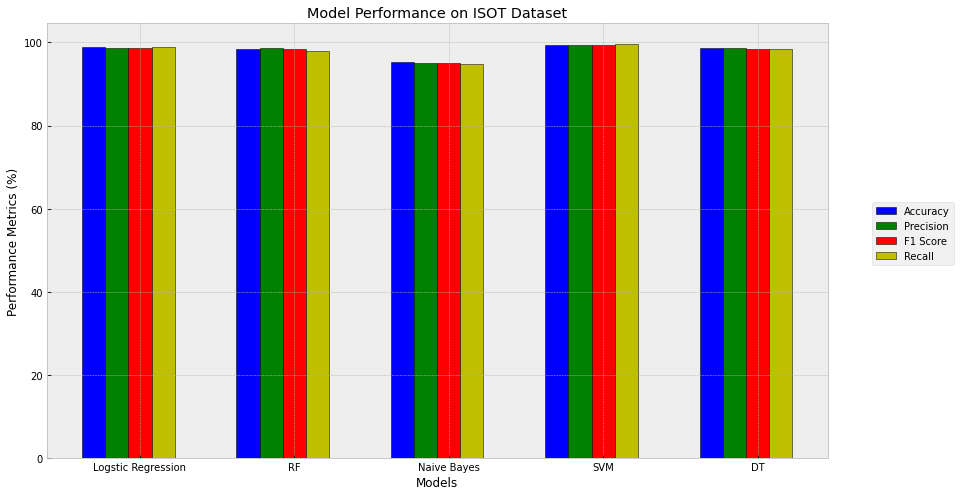 Model Performance on ISOT Dataset
Performance Metrics (%)
100
80
60
40
20
0
Logstic Regression
RF
Naive Bayes
SVM
DT
Models
Accuracy
Precision
F1 Score
Recall